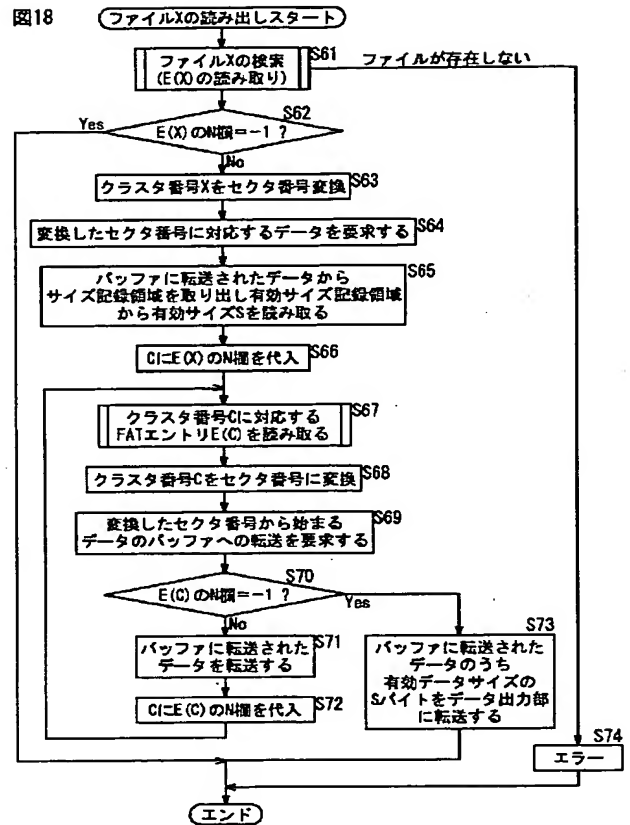 図18
ファイルXの読み出しスタート
S61
ファイルXの検索
(E(X)の読み取り)
ファイルが存在しない
S62
Yes
E(X)のN欄=-1 ?
No
クラスタ番号Xをセクタ番号変換
S63
変換したセクタ番号に対応するデータを要求する
S64
S65
バッファに転送されたデータから
サイズ記録領域を取り出し有効サイズ記録領域
から有効サイズSを読み取る
CにE(X)のN欄を代入
S66
クラスタ番号Cに対応する
FATエントリE(C)を読み取る
S67
クラスタ番号Cをセクタ番号に変換
S68
変換したセクタ番号から始まる
データのバッファへの転送を要求する
S69
S70
E(C)のN欄=-1 ?
Yes
No
S71
バッファに転送された
データを転送する
S73
バッファに転送された
データのうち
有効データサイズの
Sバイトをデータ出力部
に転送する
CにE(C)のN欄を代入
S72
S74
エラー
エンド